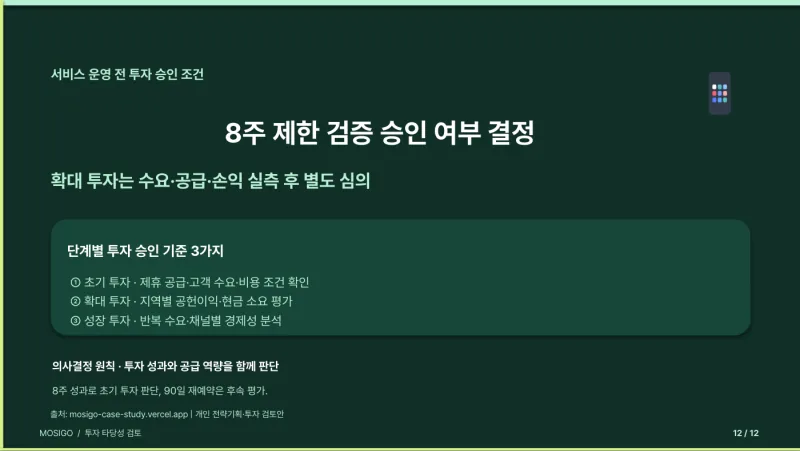 서비스 운영 전 투자 승인 조건
8주 제한 검증 승인 여부 결정
확대 투자는 수요·공급·손익 실측 후 별도 심의
단계별 투자 승인 기준 3가지
① 초기 투자 · 제휴 공급·고객 수요·비용 조건 확인
② 확대 투자 · 지역별 공헌이익·현금 소요 평가
③ 성장 투자 · 반복 수요·채널별 경제성 분석
의사결정 원칙 · 투자 성과와 공급 역량을 함께 판단
8주 성과로 초기 투자 판단, 90일 재예약은 후속 평가.
출처: mosigo-case-study.vercel.app | 개인 전략기획·투자 검토안
MOSIGO / 투자 타당성 검토
12 / 12